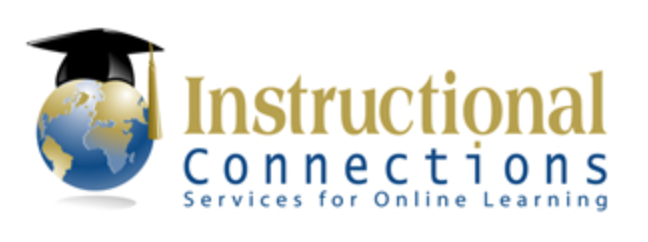 Instructional
Connections
Services for Online Learning